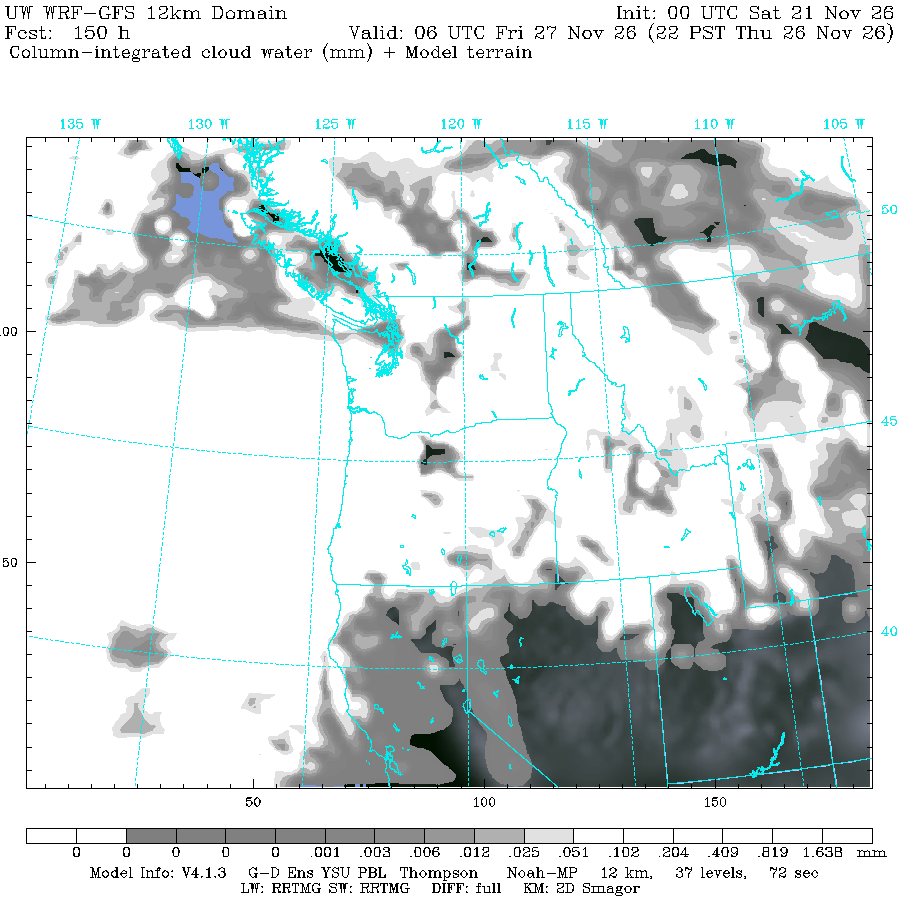 UW WRF-GFS 12km Domain Init: 00 UTC Sat 21 Nov 26
Fcst: 150 h Valid: 06 UTC Fri 27 Nov 26 (22 PST Thu 26 Nov 26)
Column-integrated cloud water (mm) + Model terrain
135 W 130 W 125 W 120 W 115 W 110 W 105 W
50
00
45
50
40
50 100 150
0 0 0 0 0 .001 .003 .006 .012 .025 .051 .102 .204 .409 .819 1.638 mm
Model Info: V4.1.3 G-D Ens YSU PBL Thompson Noah-MP 12 km, 37 levels, 72 sec
LW: RRTMG SW: RRTMG DIFF: full KM: 2D Smagor